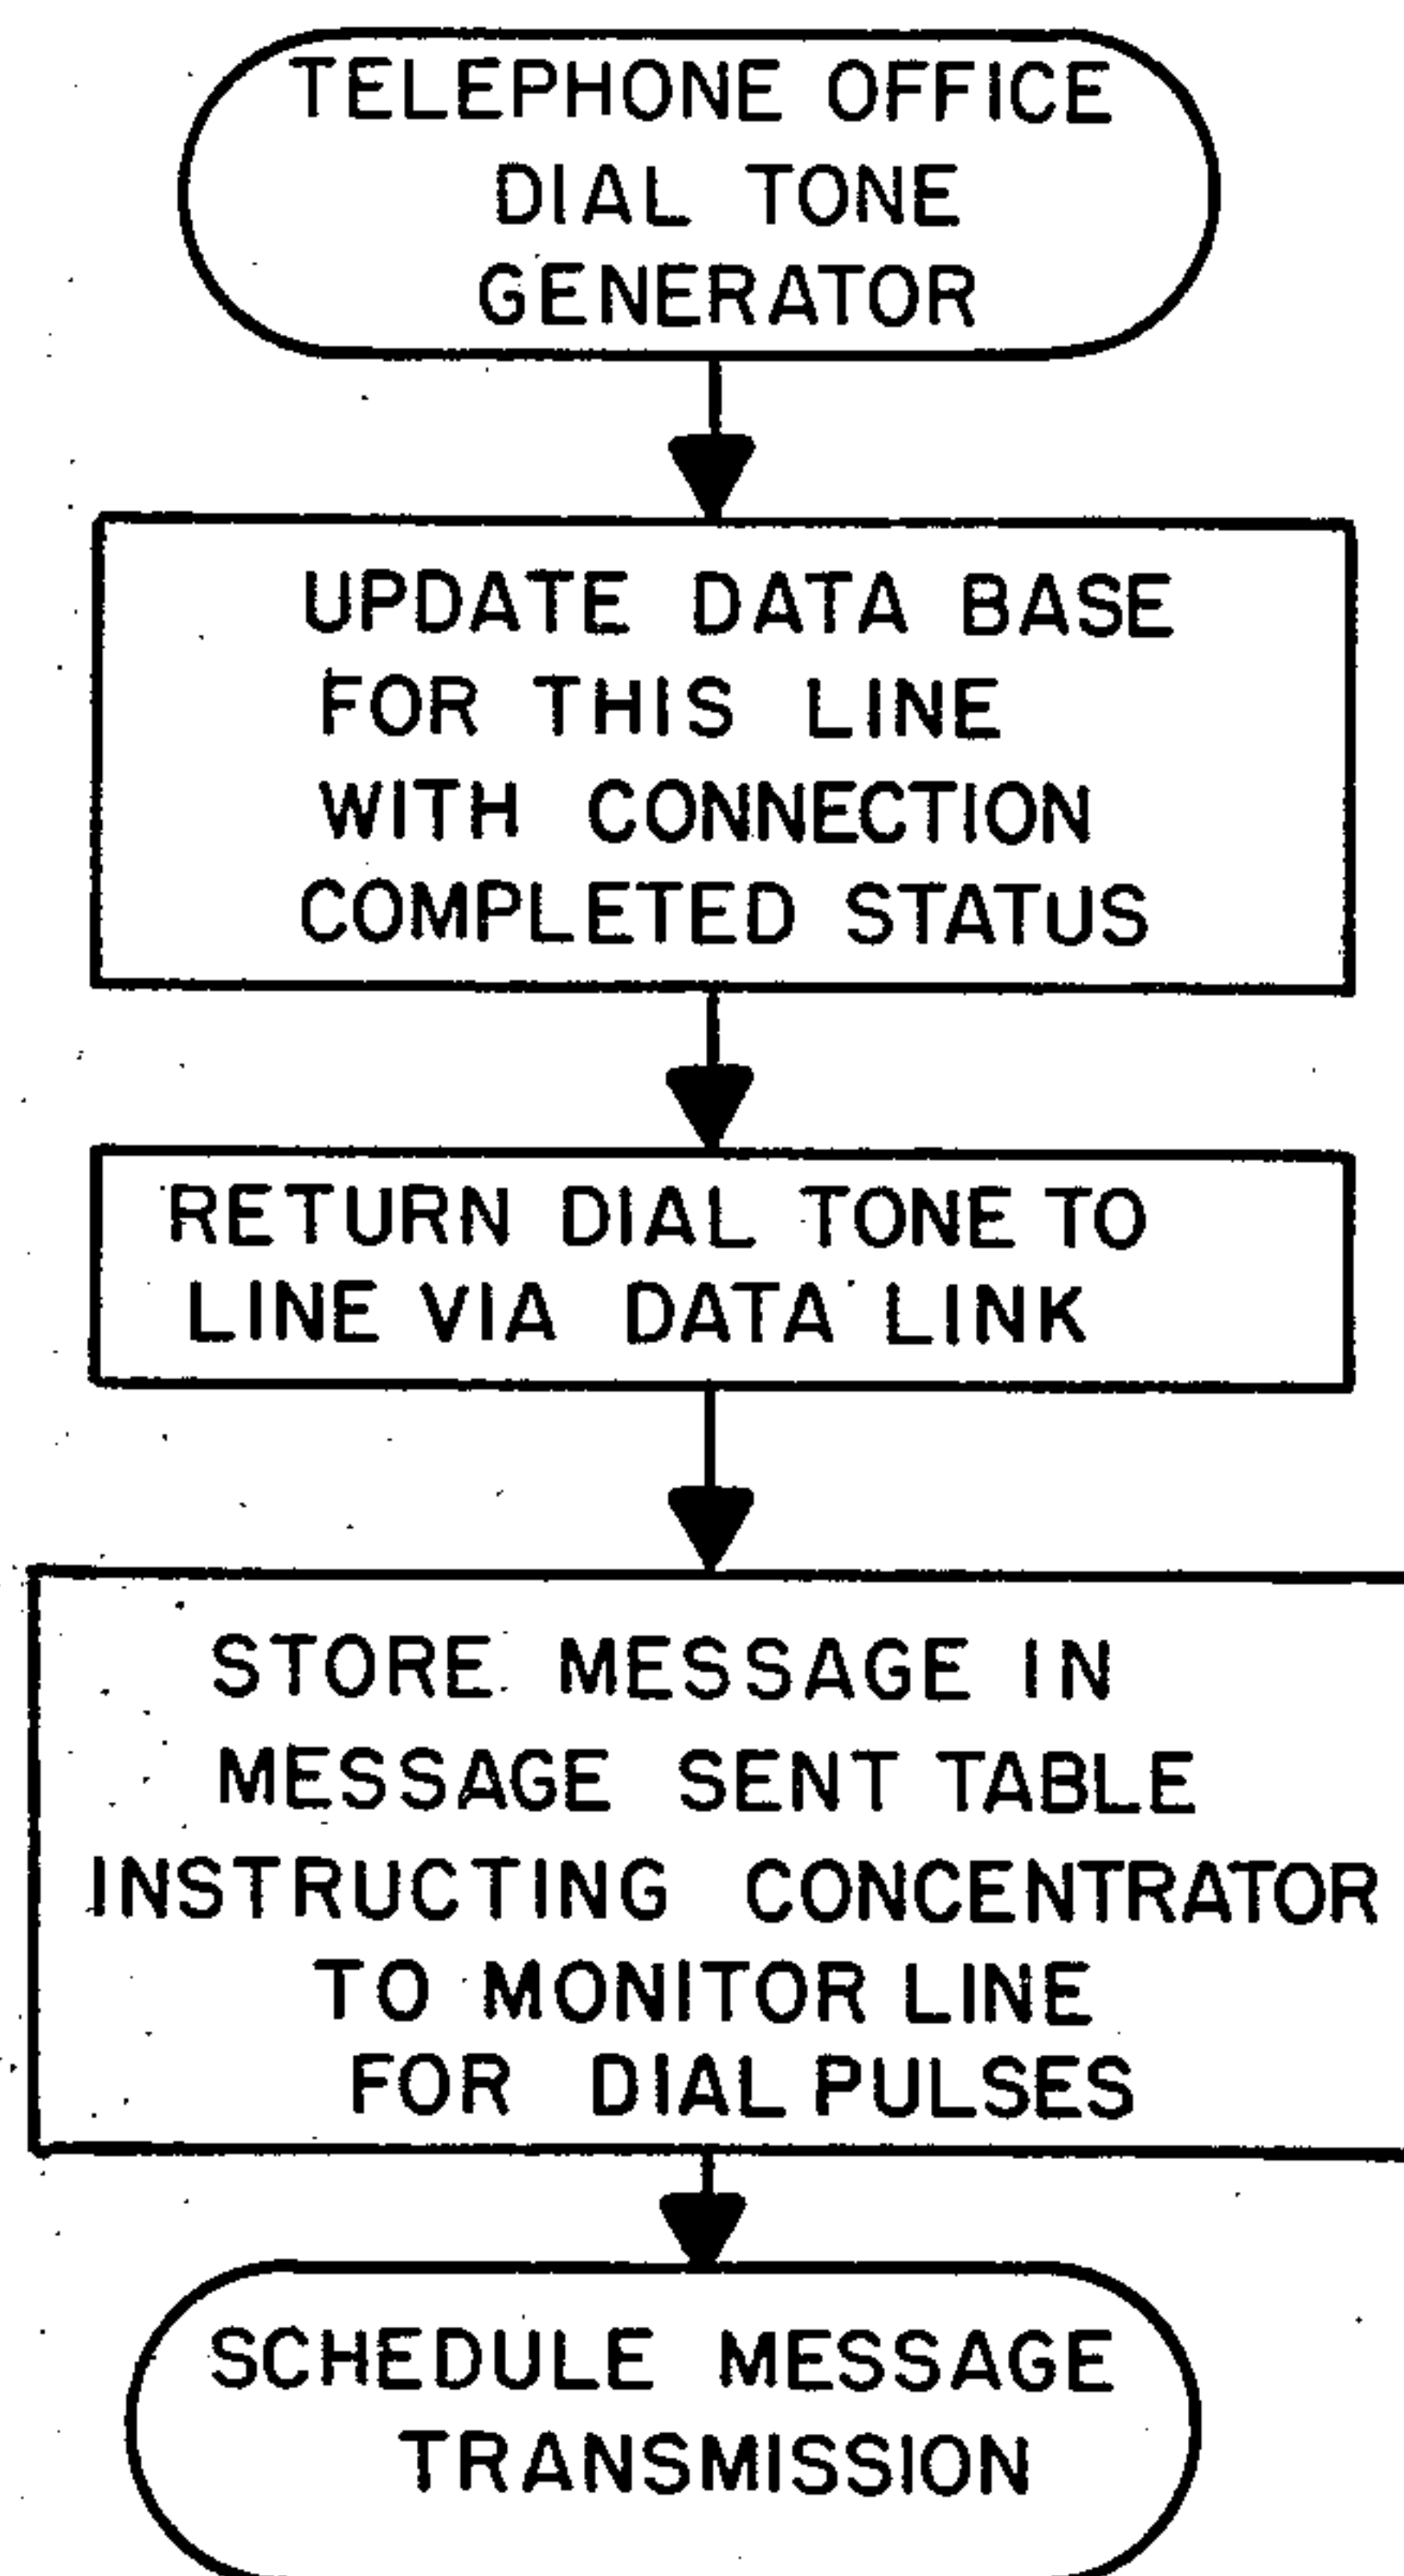 TELEPHONE OFFICE
DIAL TONE
GENERATOR
UPDATE DATA BASE
FOR THIS LINE
WITH CONNECTION
COMPLETED STATUS
RETURN DIAL TONE TO
LINE VIA DATA LINK
STORE MESSAGE IN
MESSAGE SENT TABLE
INSTRUCTING CONCENTRATOR
TO MONITOR LINE
FOR DIAL PULSES
SCHEDULE MESSAGE
TRANSMISSION